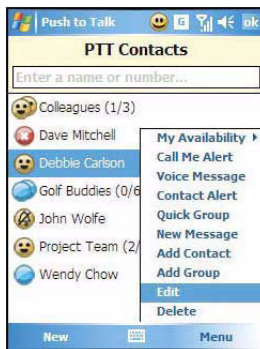 Push to Talk G ok
PTT Contacts
Enter a name or number...
Colleagues (1/3)
Dave Mitchell
Debbie Carlson
Golf Buddies (0/6
John Wolfe
Project Team (2/
Wendy Chow
My Availability
Call Me Alert
Voice Message
Contact Alert
Quick Group
New Message
Add Contact
Add Group
Edit
Delete
New Menu